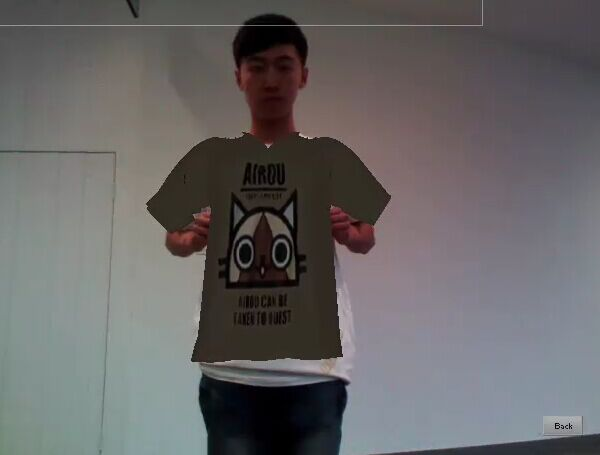 AIROU
AIROU CAN BE
TAKEN TO QUEST
Back